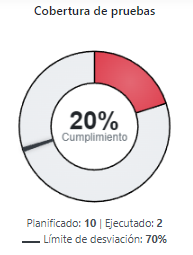 Cobertura de pruebas
20%
Cumplimiento
Planificado: 10 | Ejecutado: 2
Límite de desviación: 70%